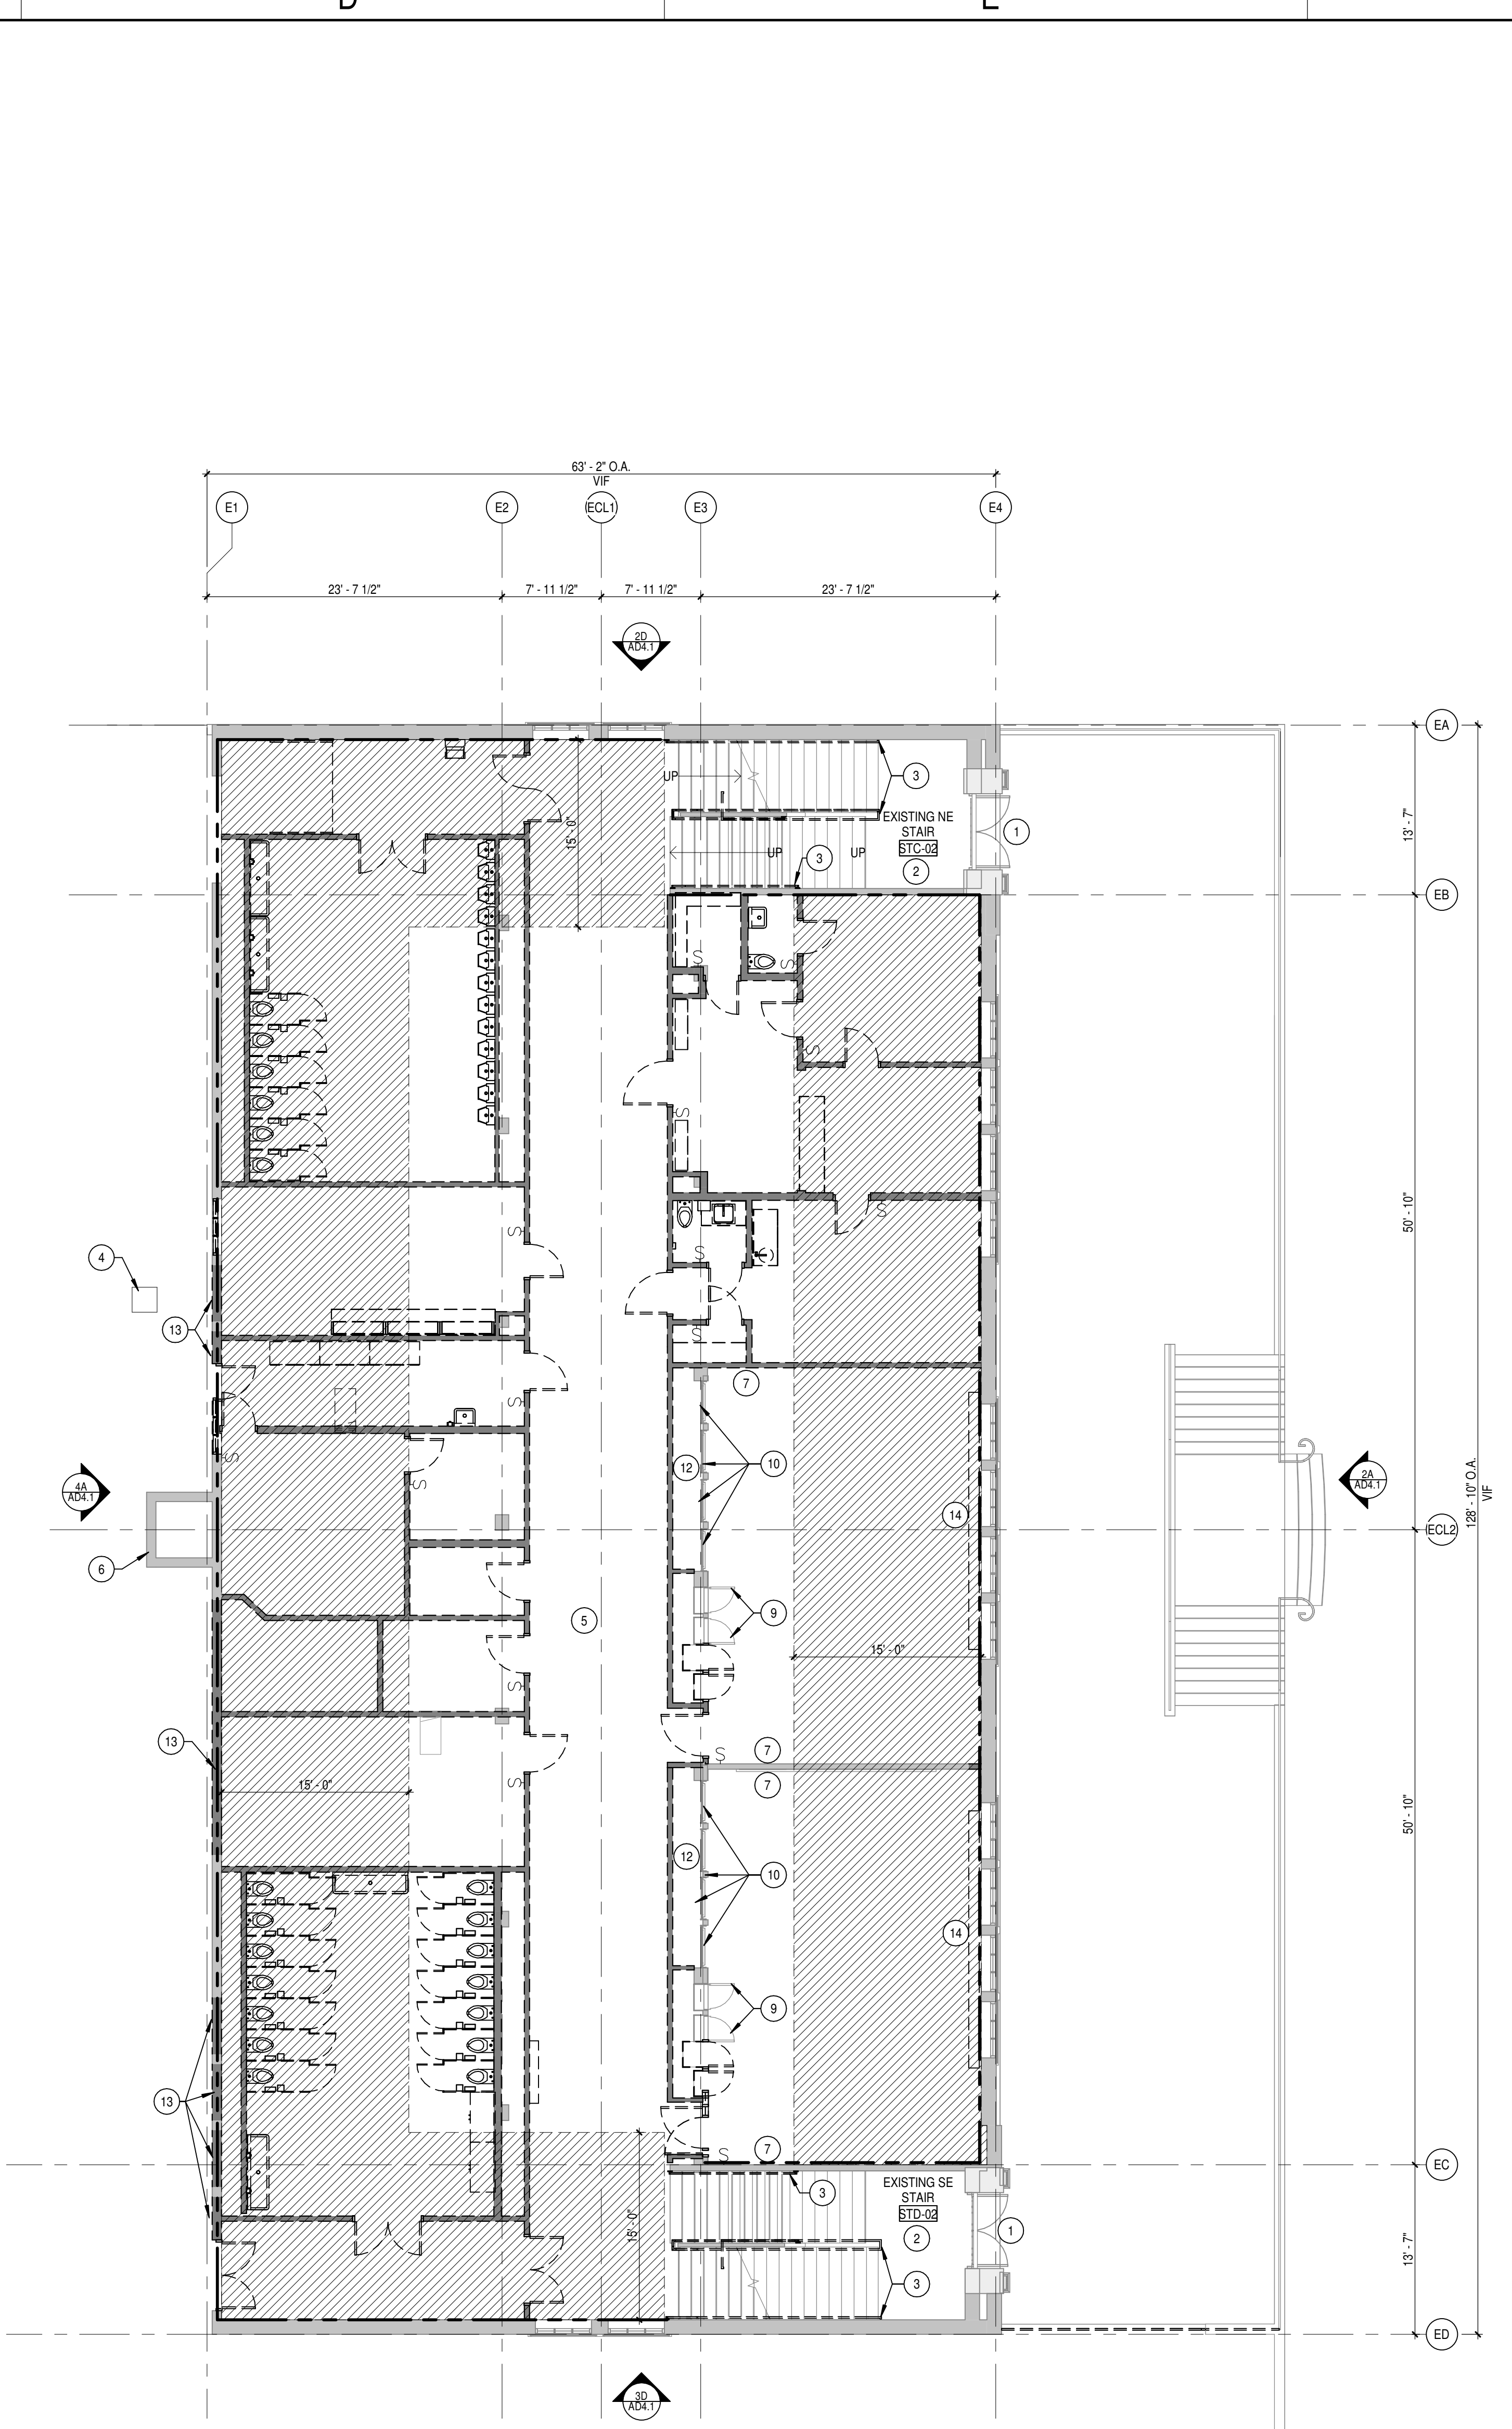 D
E
63' - 2" O.A.
VIF
E1
E2
ECL1
E3
E4
23' - 7 1/2"
7' - 11 1/2"
7' - 11 1/2"
23' - 7 1/2"
2D
AD4.1
EA
3
UP
15' - 0"
EXISTING NE
STAIR
STC-02
2
1
13' - 7"
UP
UP
3
EB
S
S
S
S
50' - 10"
S
S
4
S
13
S
7
S
12
10
S
S
4A
AD4.1
2A
AD4.1
14
ECL2
128' - 10" O.A.
VIF
6
9
5
15' - 0"
S
13
S
7
7
S
15' - 0"
50' - 10"
12
10
14
9
13
7
S
EC
3
EXISTING SE
STAIR
STD-02
2
1
15' - 0"
13' - 7"
3
ED
3D
AD4.1